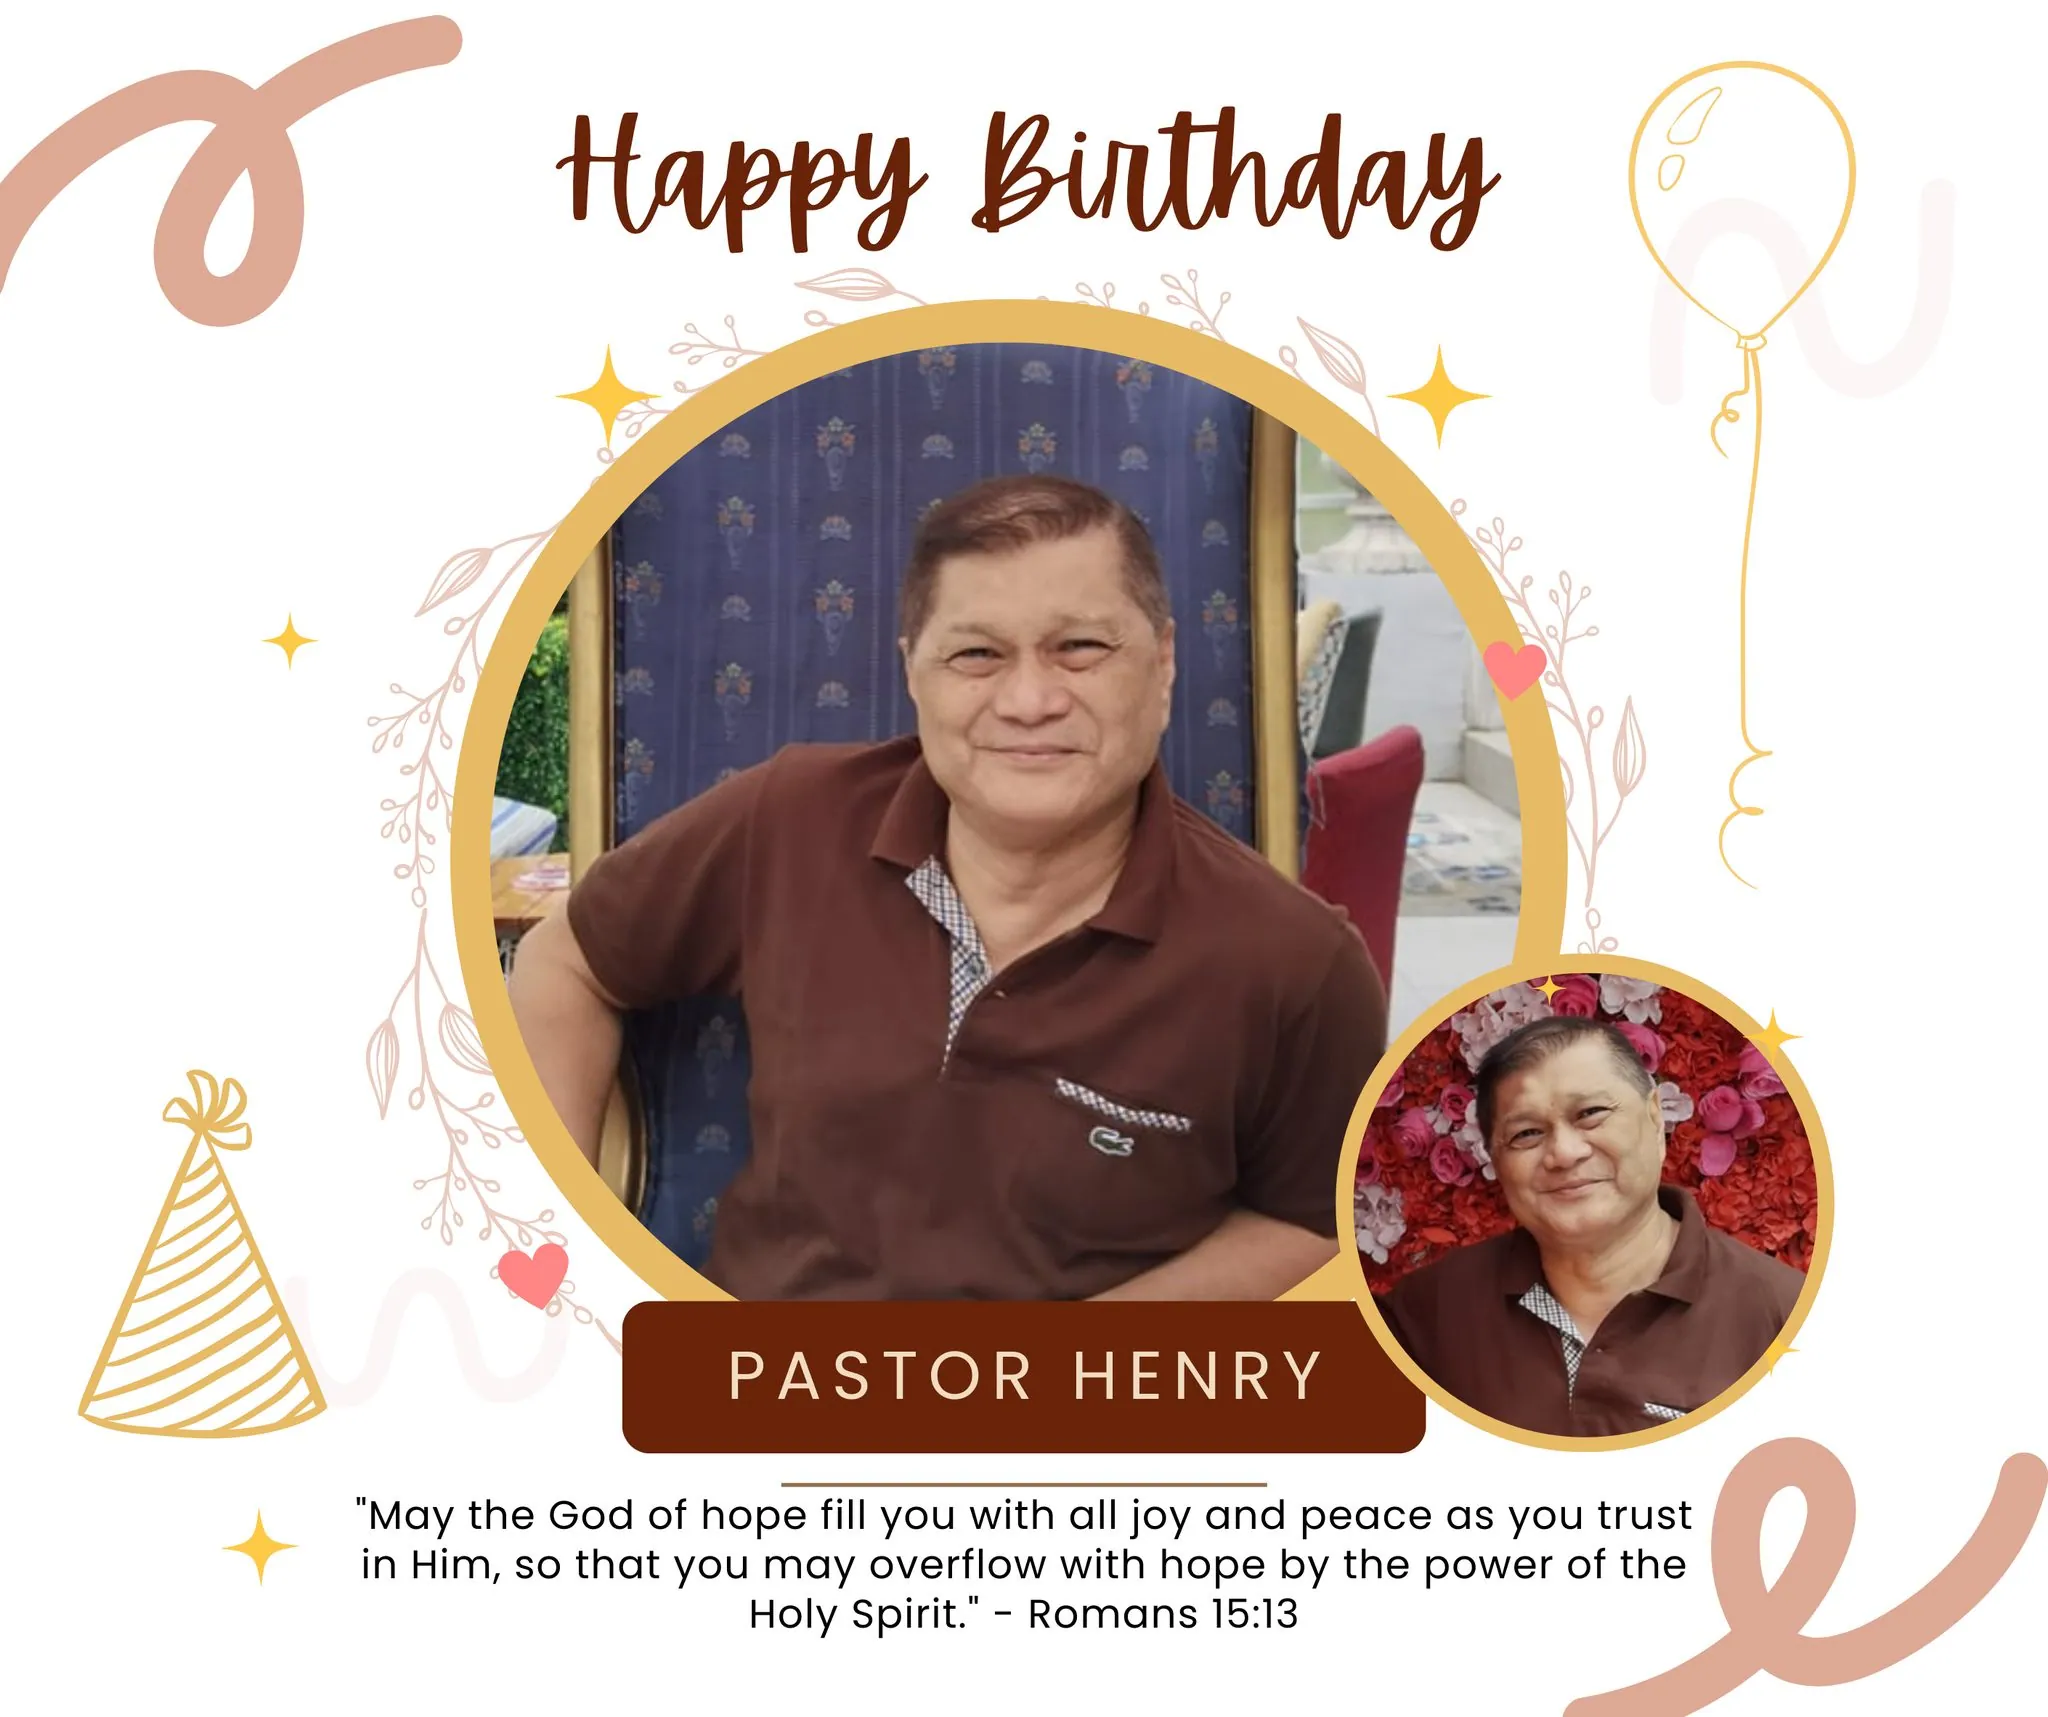 Happy Birthday
PASTOR HENRY
"May the God of hope fill you with all joy and peace as you trust
in Him, so that you may overflow with hope by the power of the
Holy Spirit." - Romans 15:13